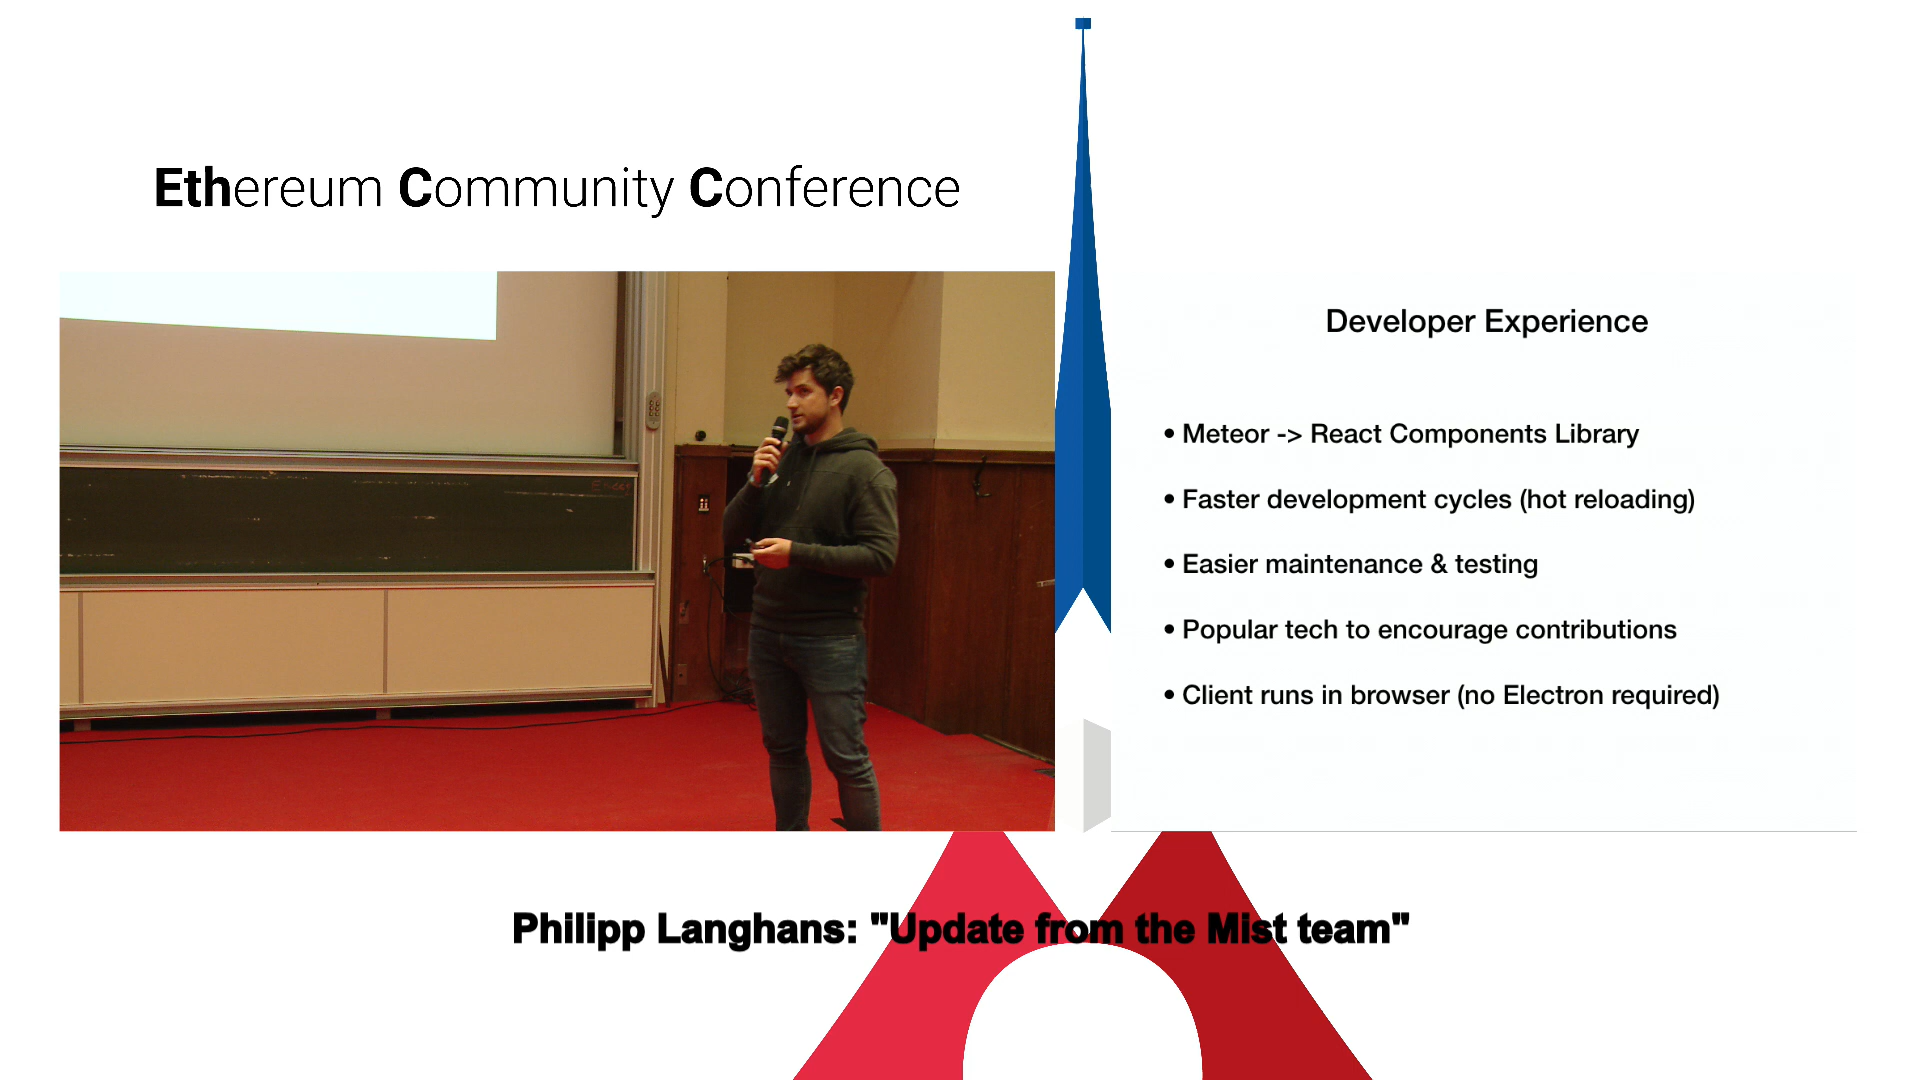 Ethereum Community Conference
Developer Experience
• Meteor -> React Components Library
• Faster development cycles (hot reloading)
• Easier maintenance & testing
• Popular tech to encourage contributions
• Client runs in browser (no Electron required)
Philipp Langhans: "Update from the Mist team"